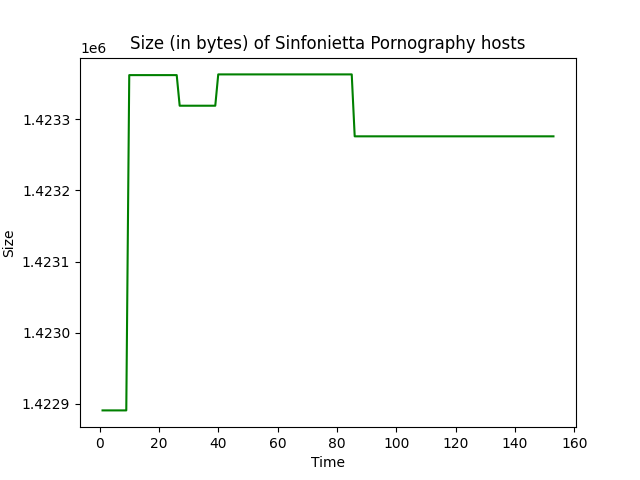 Size (in bytes) of Sinfonietta Pornography hosts
1e6
1.4233
1.4232
1.4231
1.4230
1.4229
Size
0 20 40 60 80 100 120 140 160
Time